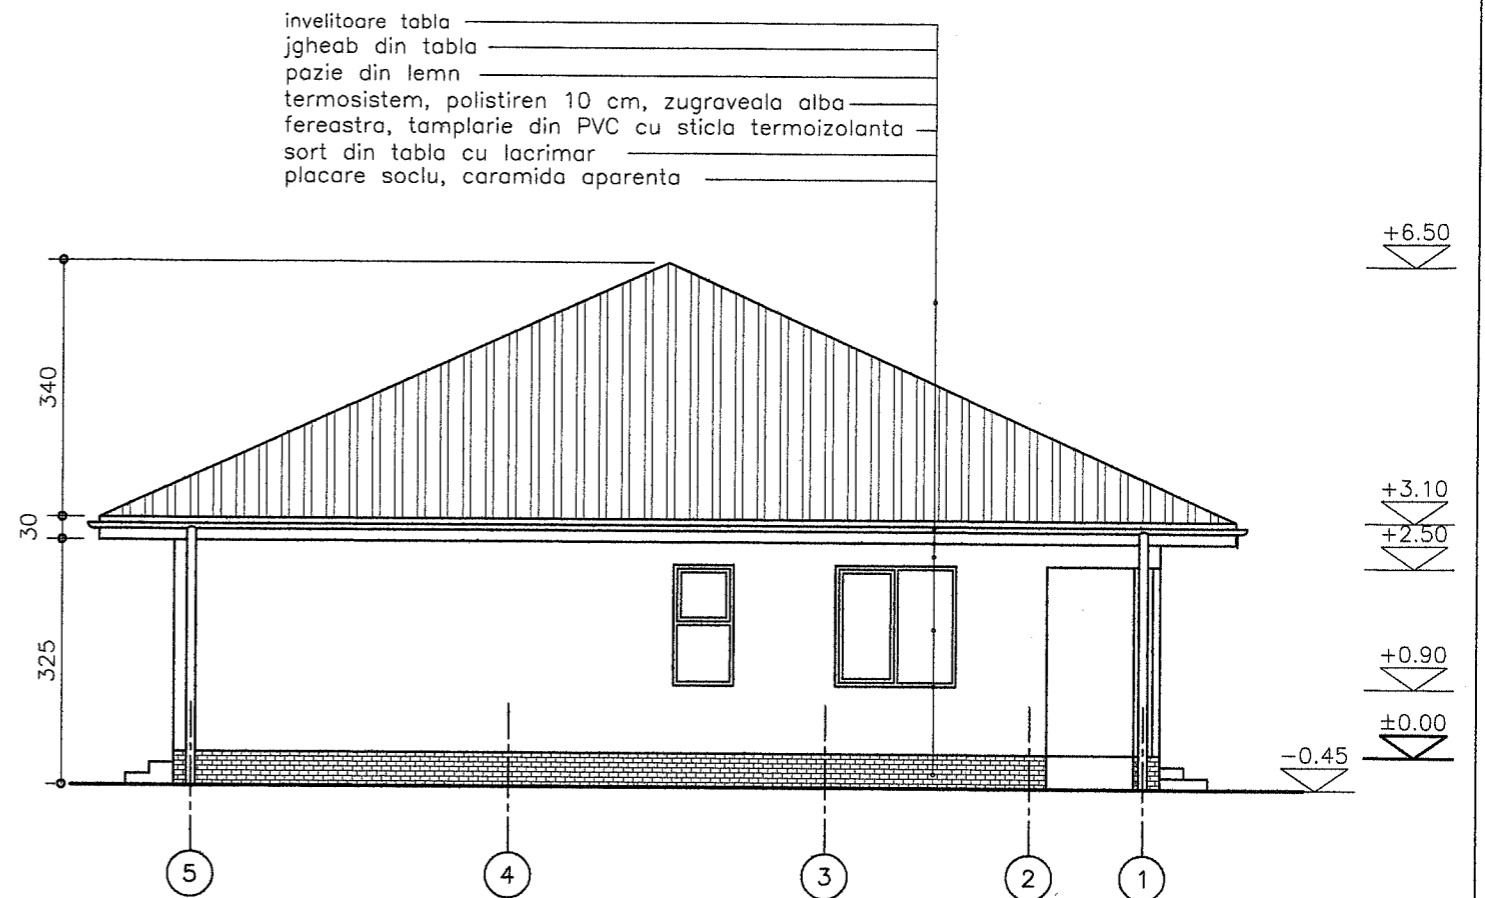 invelitoare tabla
jgheab din tabla
pazie din lemn
termosistem, polistiren 10 cm, zugraveala alba
fereastra, tamplarie din PVC cu sticla termoizolanta
sort din tabla cu lacrimar
placare soclu, caramida aparenta
+6.50
340
+3.10
30
+2.50
325
+0.90
±0.00
-0.45
5
4
3
2
1